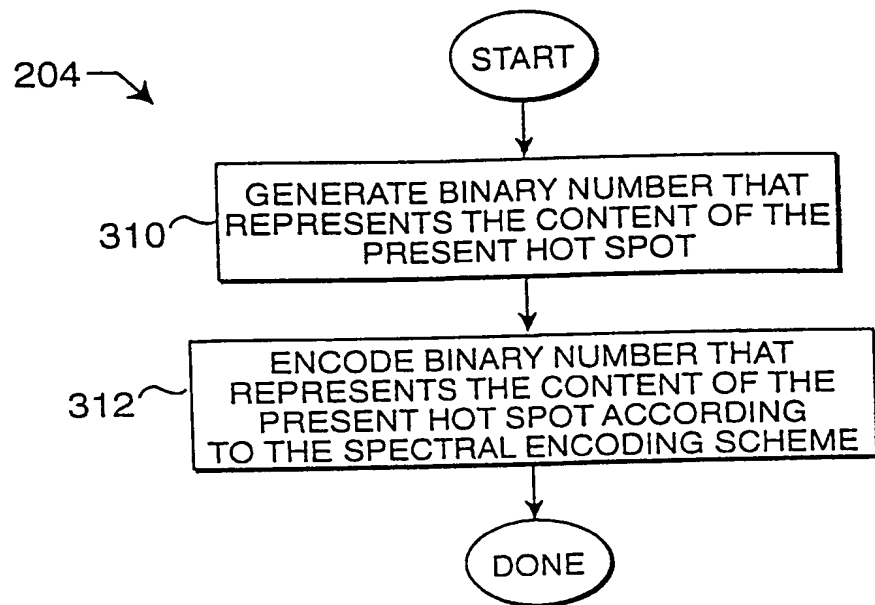 START
204
GENERATE BINARY NUMBER THAT
REPRESENTS THE CONTENT OF THE
PRESENT HOT SPOT
310
ENCODE BINARY NUMBER THAT
REPRESENTS THE CONTENT OF THE
PRESENT HOT SPOT ACCORDING
TO THE SPECTRAL ENCODING SCHEME
312
DONE